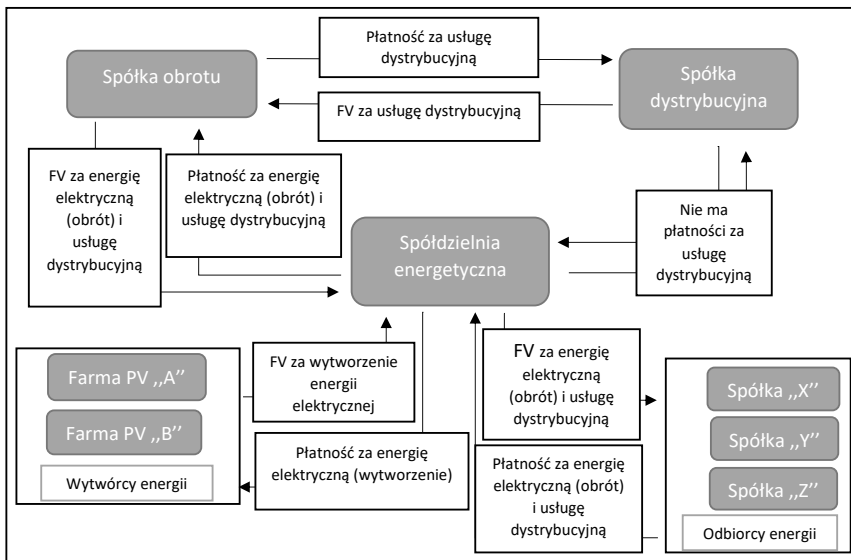 Płatność za usługę
dystrybucyjną
Spółka obrotu
Spółka
dystrybucyjna
FV za usługę dystrybucyjną
FV za energię
elektryczną
(obrót) i
usługę
dystrybucyjną
Płatność za energię
elektryczną (obrót) i
usługę dystrybucyjną
Nie ma
płatności za
usługę
dystrybucyjną
Spółdzielnia
energetyczna
Farma PV ,,A’’
Farma PV ,,B’’
Wytwórcy energii
FV za wytworzenie
energii
elektrycznej
Płatność za energię
elektryczną (wytworzenie)
FV za energię
elektryczną
(obrót) i usługę
dystrybucyjną
Płatność za energię
elektryczną (obrót)
i usługę
dystrybucyjną
Spółka ,,X’’
Spółka ,,Y’’
Spółka ,,Z’’
Odbiorcy energii